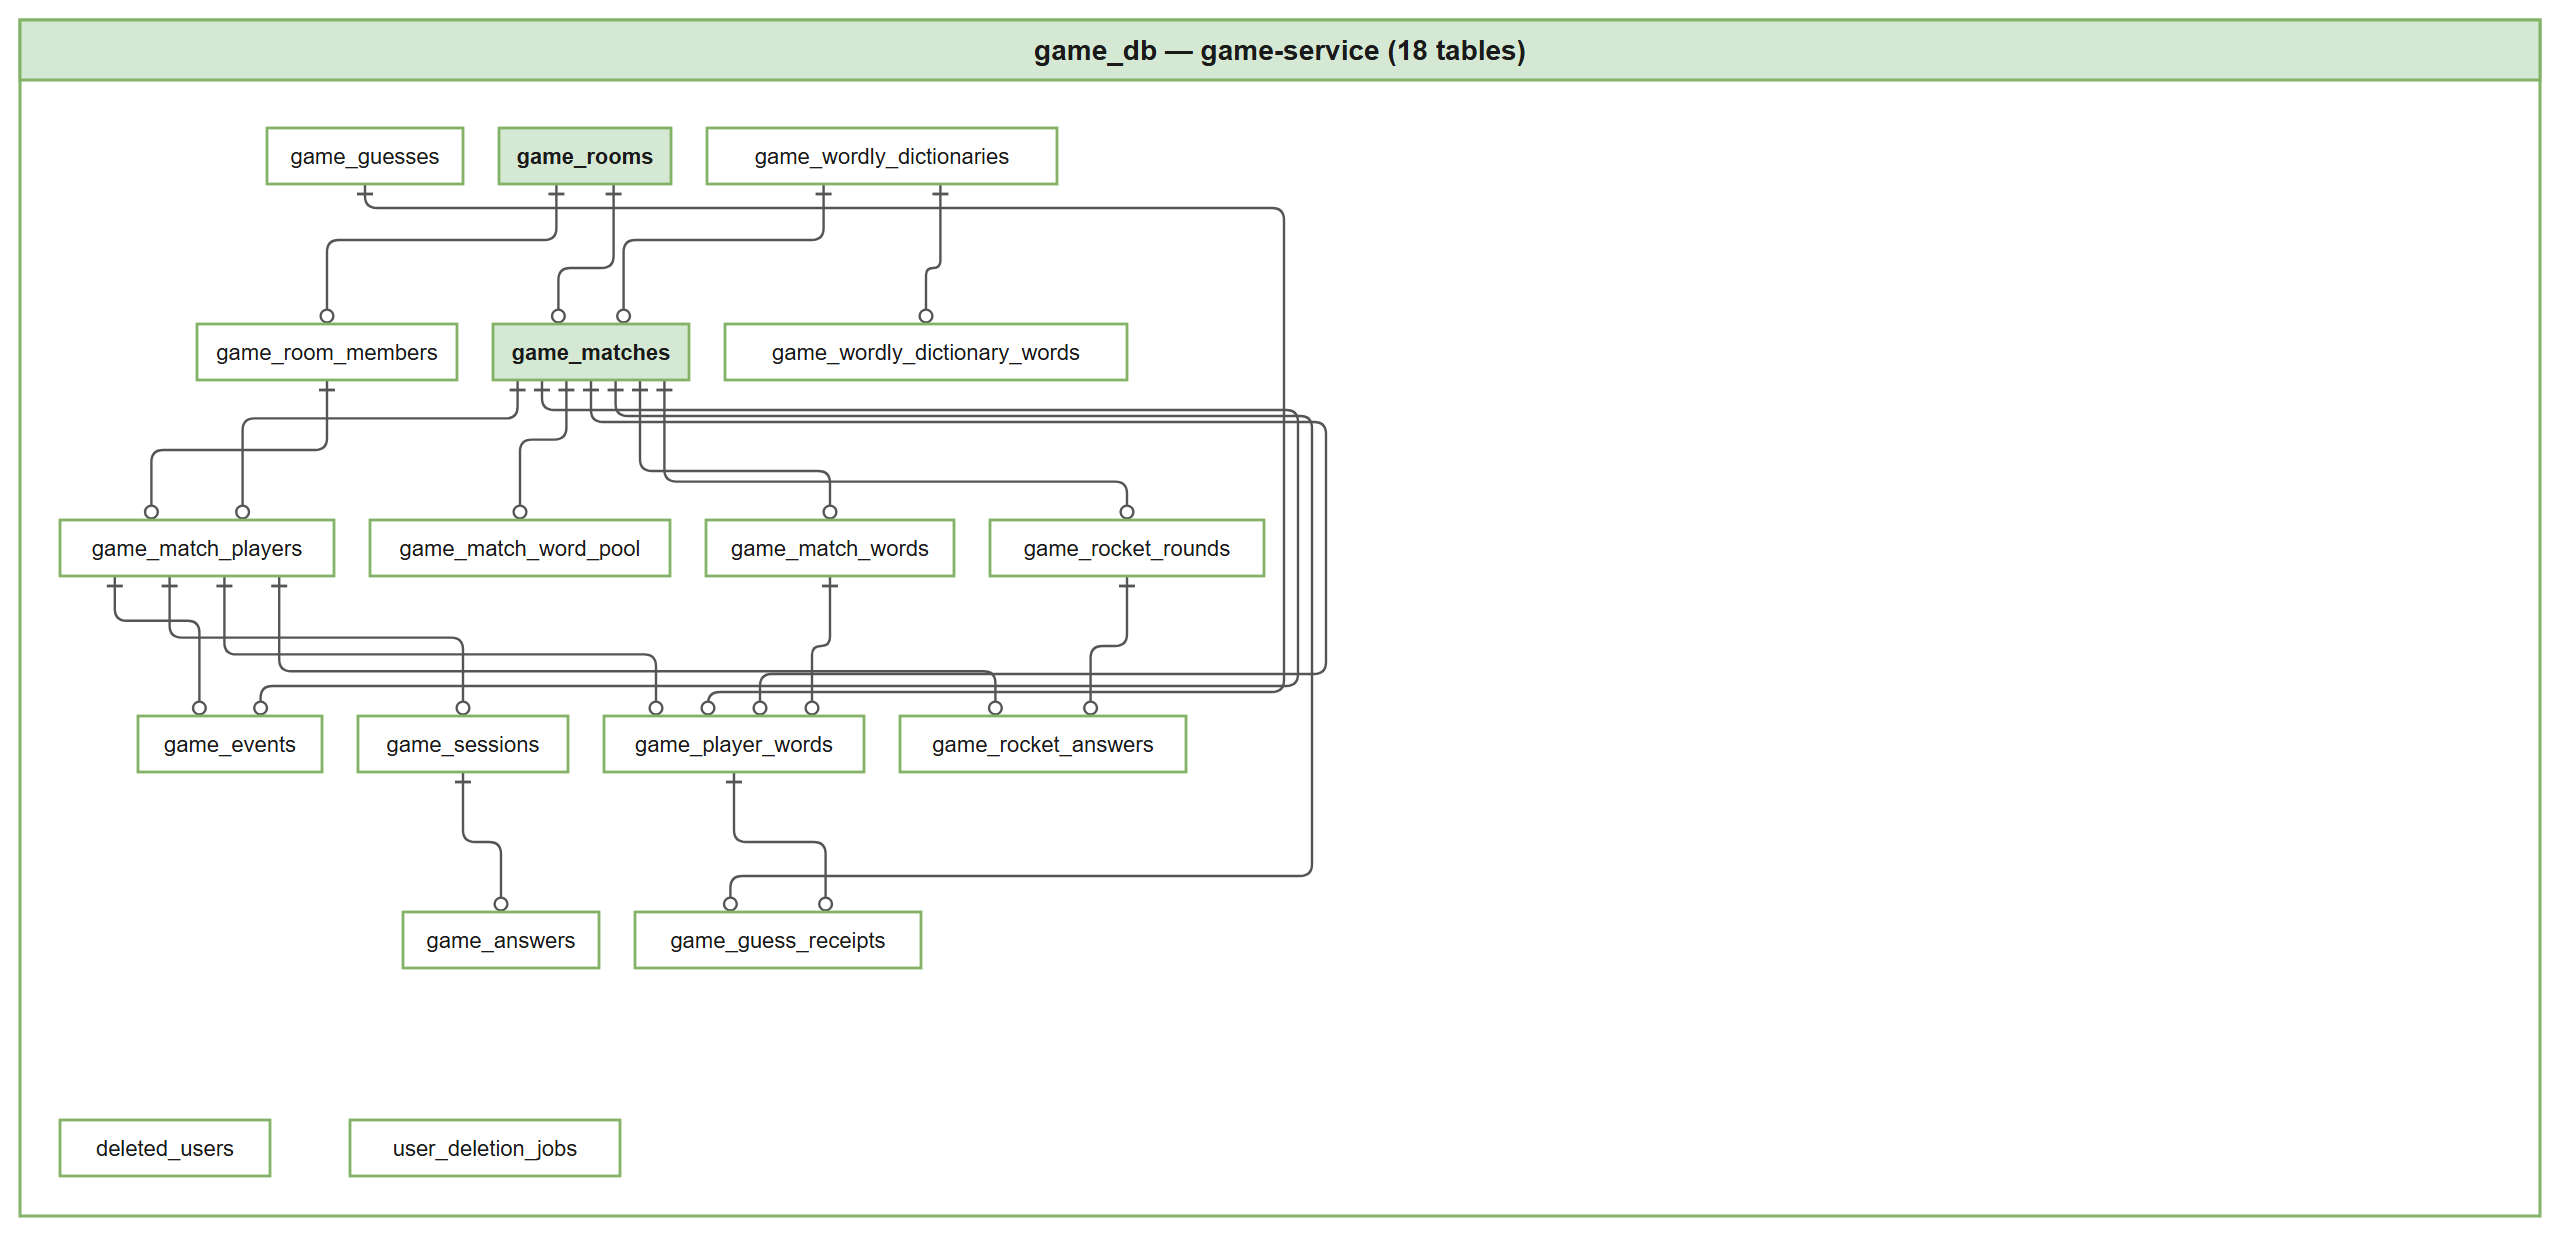 game_db — game-service (18 tables)
game_guesses
game_rooms
game_wordly_dictionaries
game_room_members
game_matches
game_wordly_dictionary_words
game_match_players
game_match_word_pool
game_match_words
game_rocket_rounds
game_events
game_sessions
game_player_words
game_rocket_answers
game_answers
game_guess_receipts
deleted_users
user_deletion_jobs